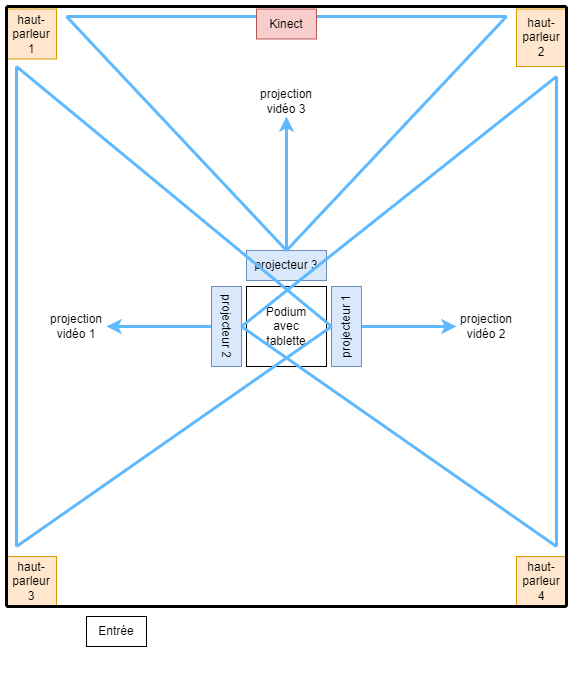 haut-
parleur
1
Kinect
haut-
parleur
2
projection
vidéo 3
projecteur 3
projection
vidéo 1
projecteur 2
Podium
avec
tablette
projecteur 1
projection
vidéo 2
haut-
parleur
3
haut-
parleur
4
Entrée